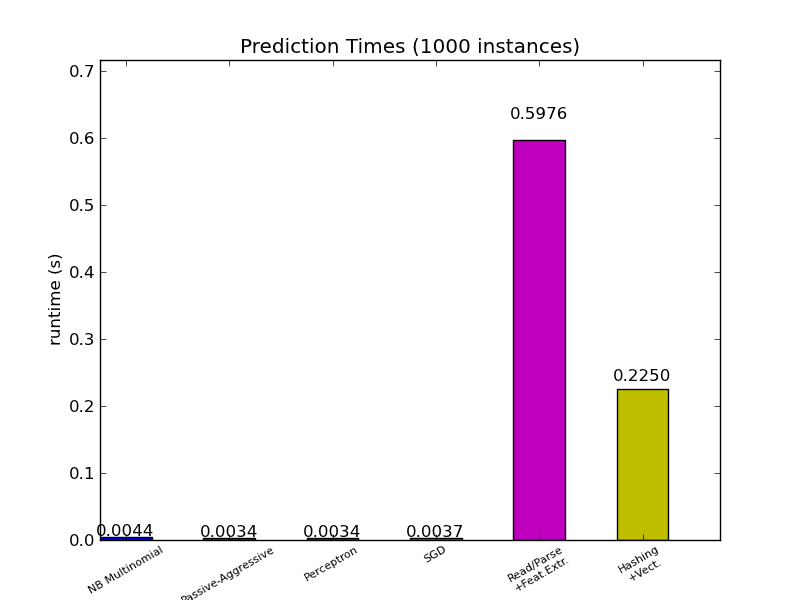 Prediction Times (1000 instances)
0.7
0.6
0.5
0.4
0.3
0.2
0.1
0.0
runtime (s)
0.0044
0.0034
0.0034
0.0037
0.5976
0.2250
NB Multinomial
Passive-Aggressive
Perceptron
SGD
Read/Parse
+Feat.Extr.
Hashing
+Vect.